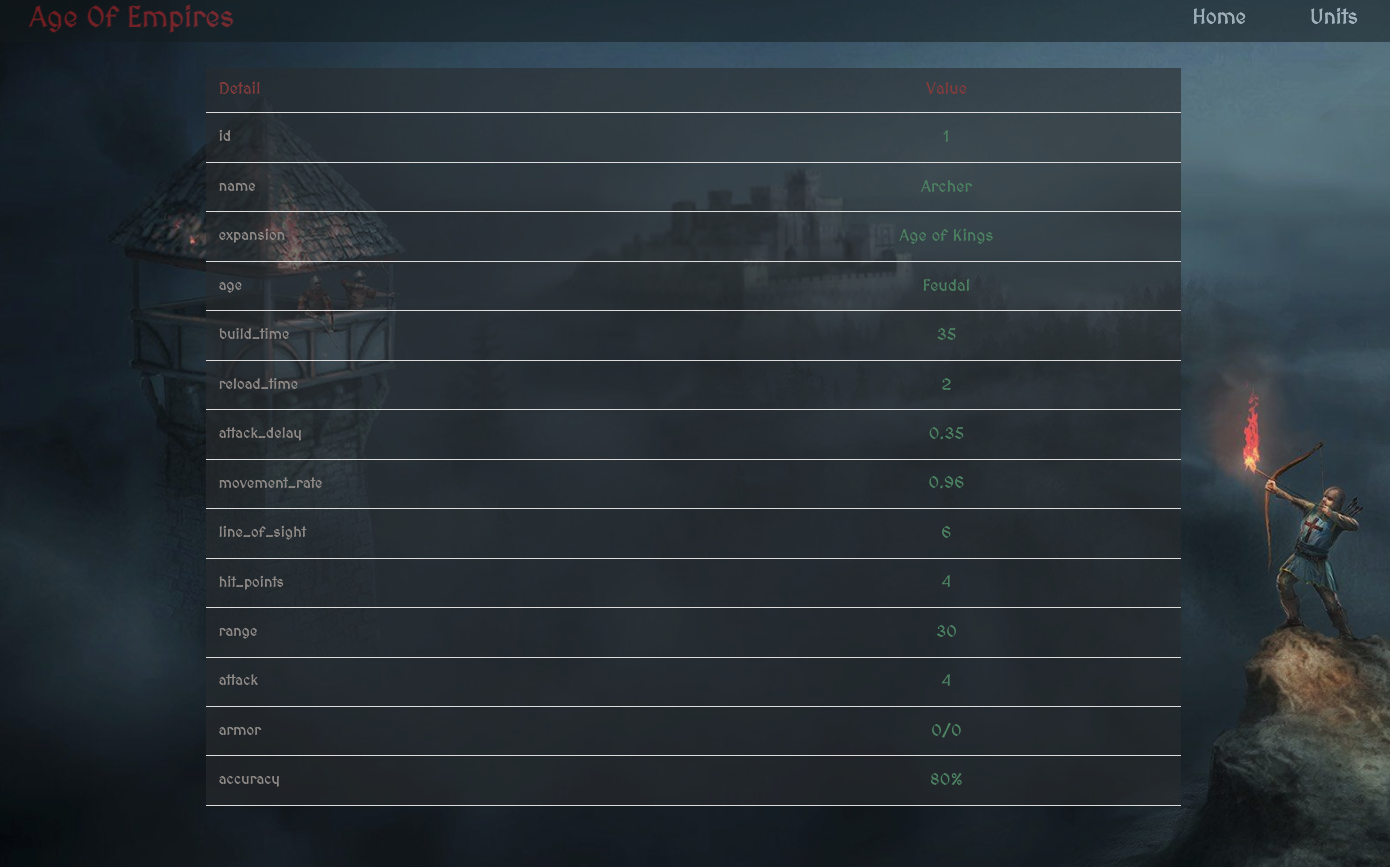 Age Of Empires Home Units
Detail Value
id 1
name Archer
expansion Age of Kings
age Feudal
build_time 35
reload_time 2
attack_delay 0.35
movement_rate 0.96
line_of_sight 6
hit_points 4
range 30
attack 4
armor 0/0
accuracy 80%